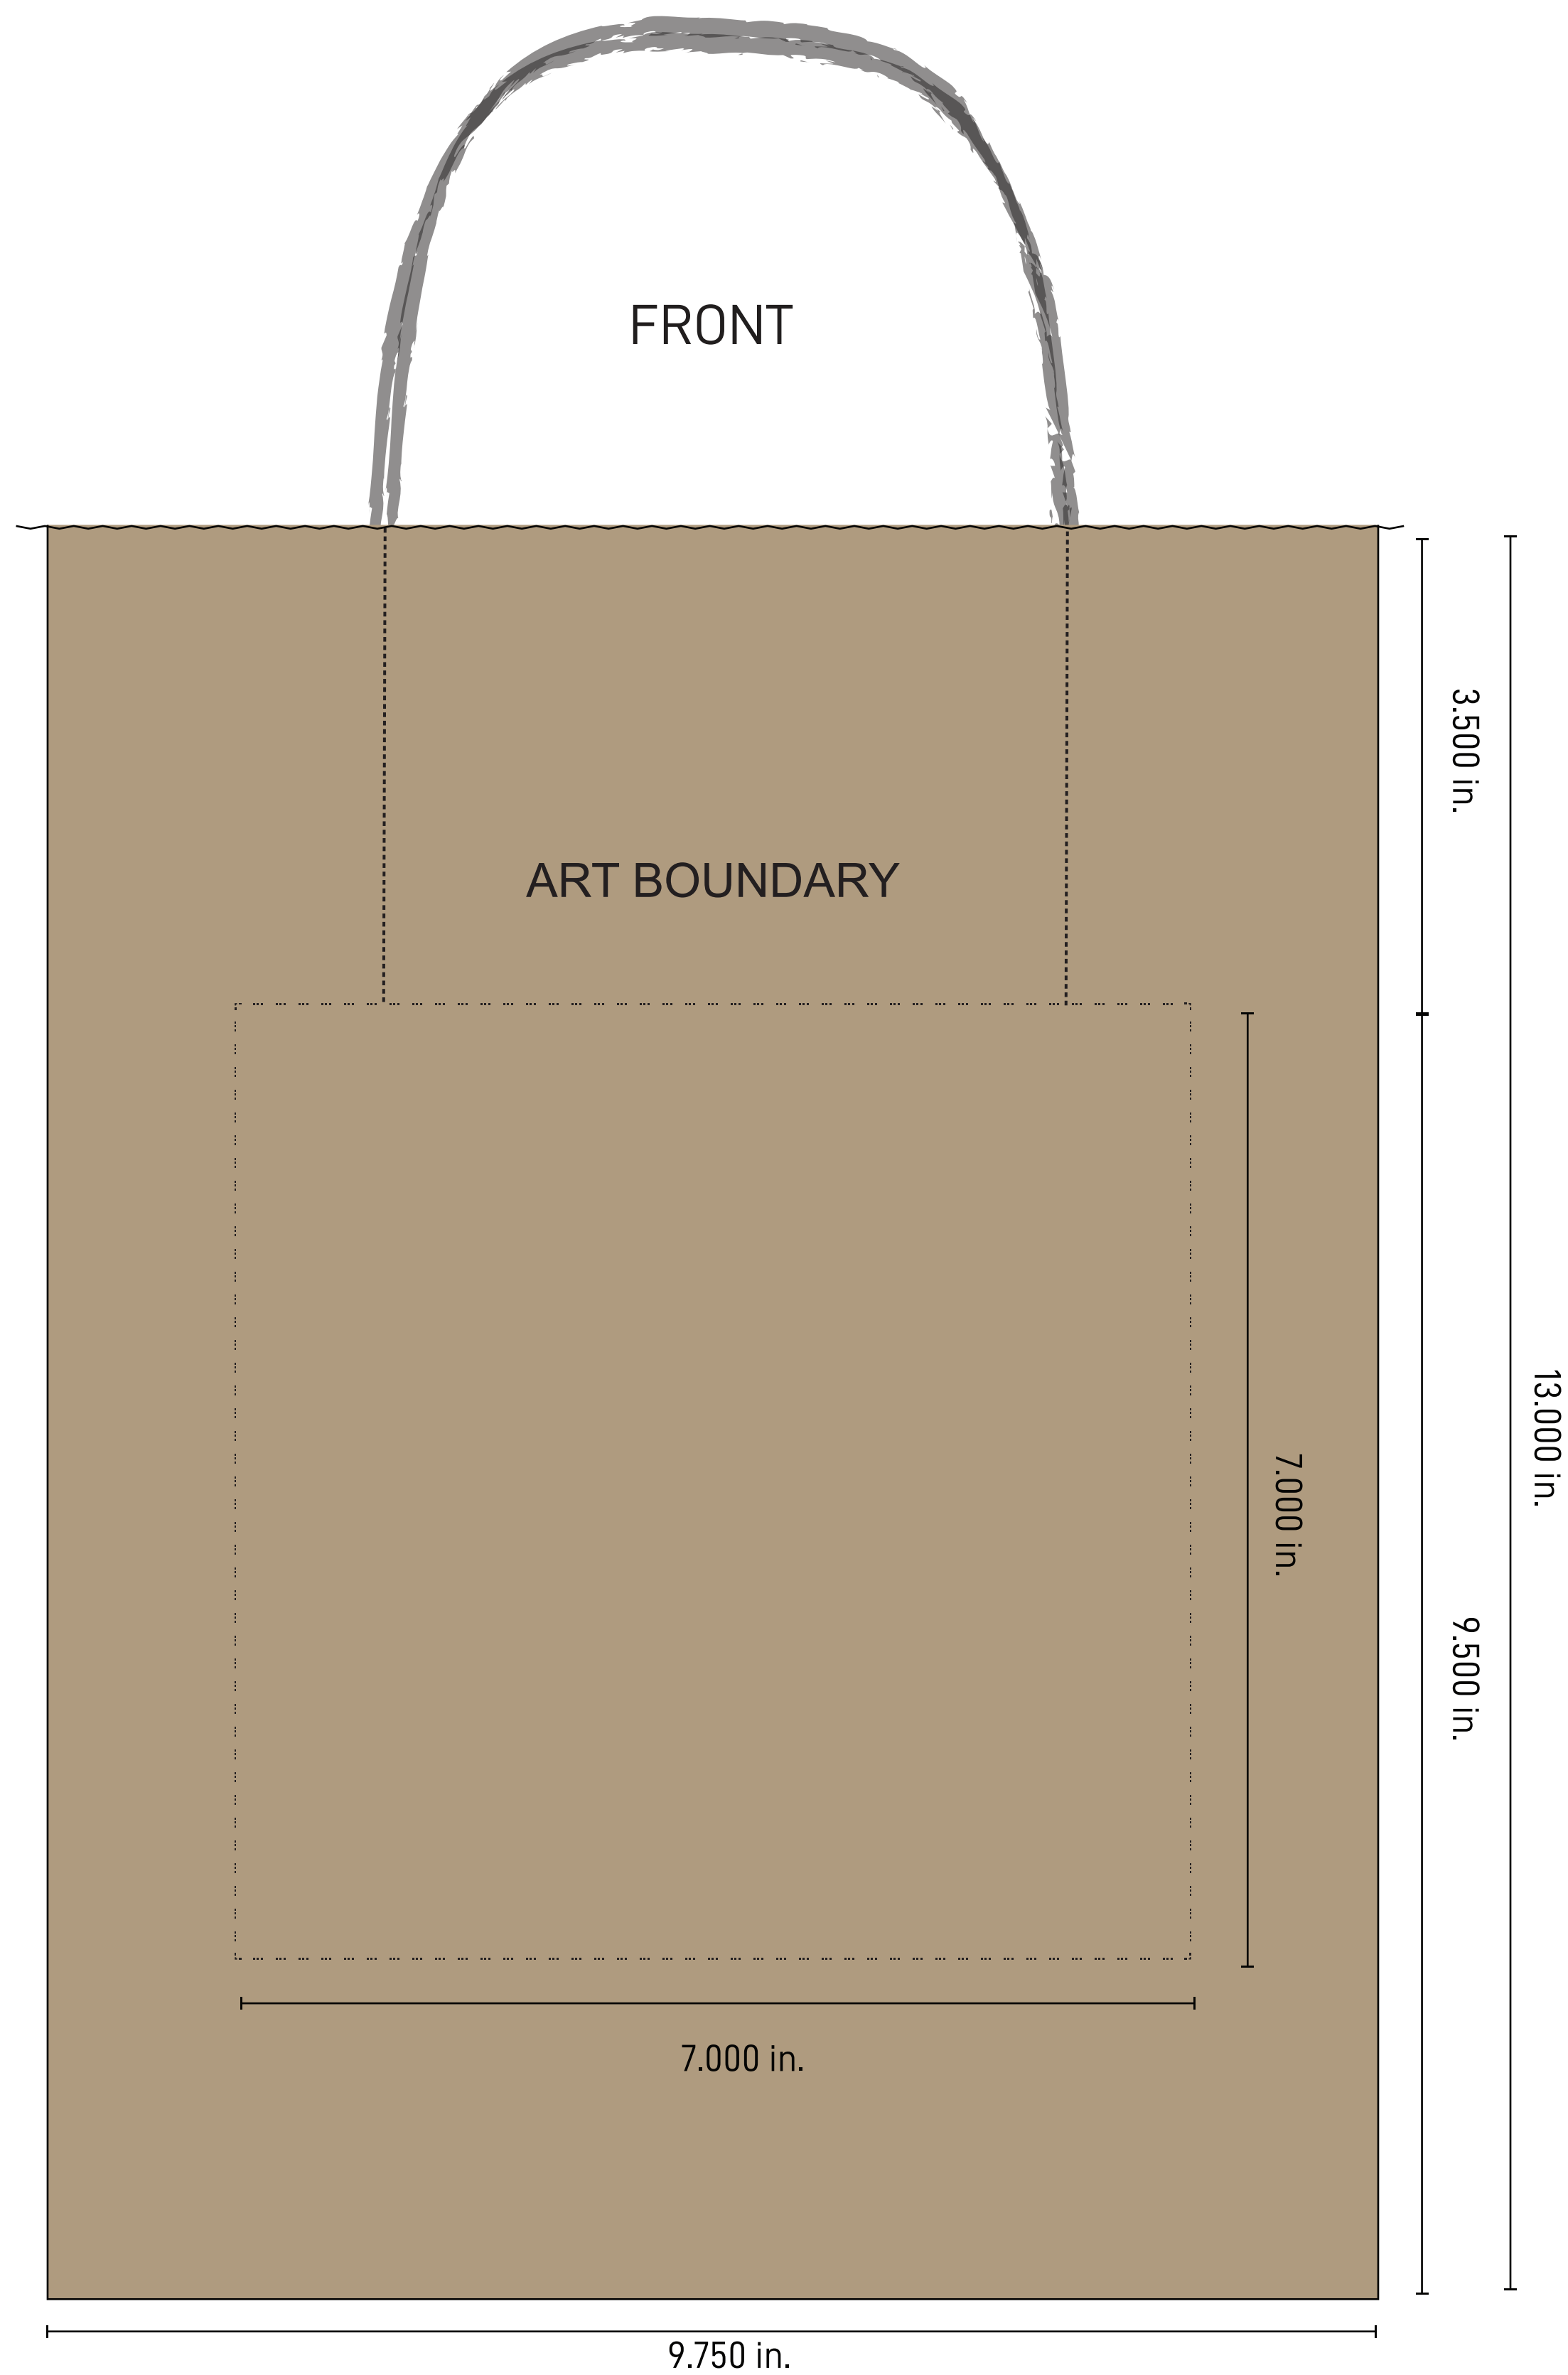 FRONT
3.500 in.
ART BOUNDARY
13.000 in.
7.000 in.
9.500 in.
7.000 in.
9.750 in.